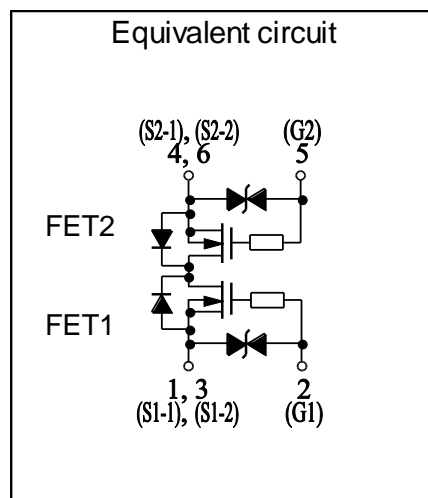 Equivalent circuit
(S2-1), (S2-2) (G2)
4, 6 5
FET2
FET1
1, 3 2
(S1-1), (S1-2) (G1)